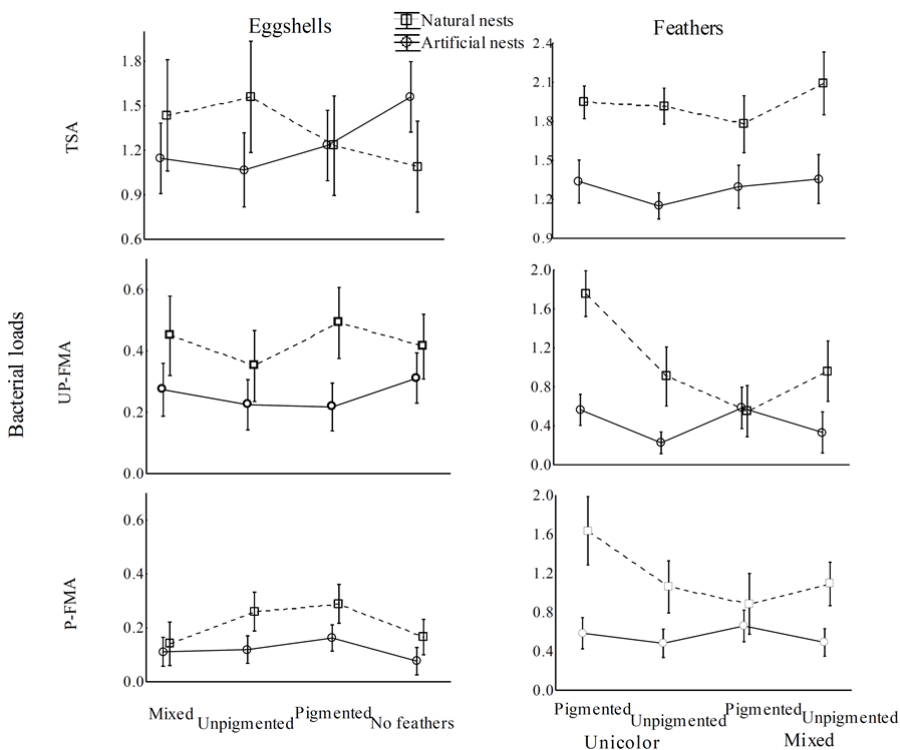 Eggshells
Natural nests
Artificial nests
Feathers
TSA
1.8
1.5
1.2
0.9
0.6
2.4
2.1
1.8
1.5
1.2
0.9
Bacterial loads
UP-FMA
0.6
0.4
0.2
0.0
2.0
1.6
1.2
0.8
0.4
0.0
P-FMA
0.6
0.4
0.2
0.0
2.0
1.6
1.2
0.8
0.4
0.0
Mixed
Unpigmented
Pigmented
No feathers
Pigmented
Unpigmented
Pigmented
Unpigmented
Unicolor
Mixed